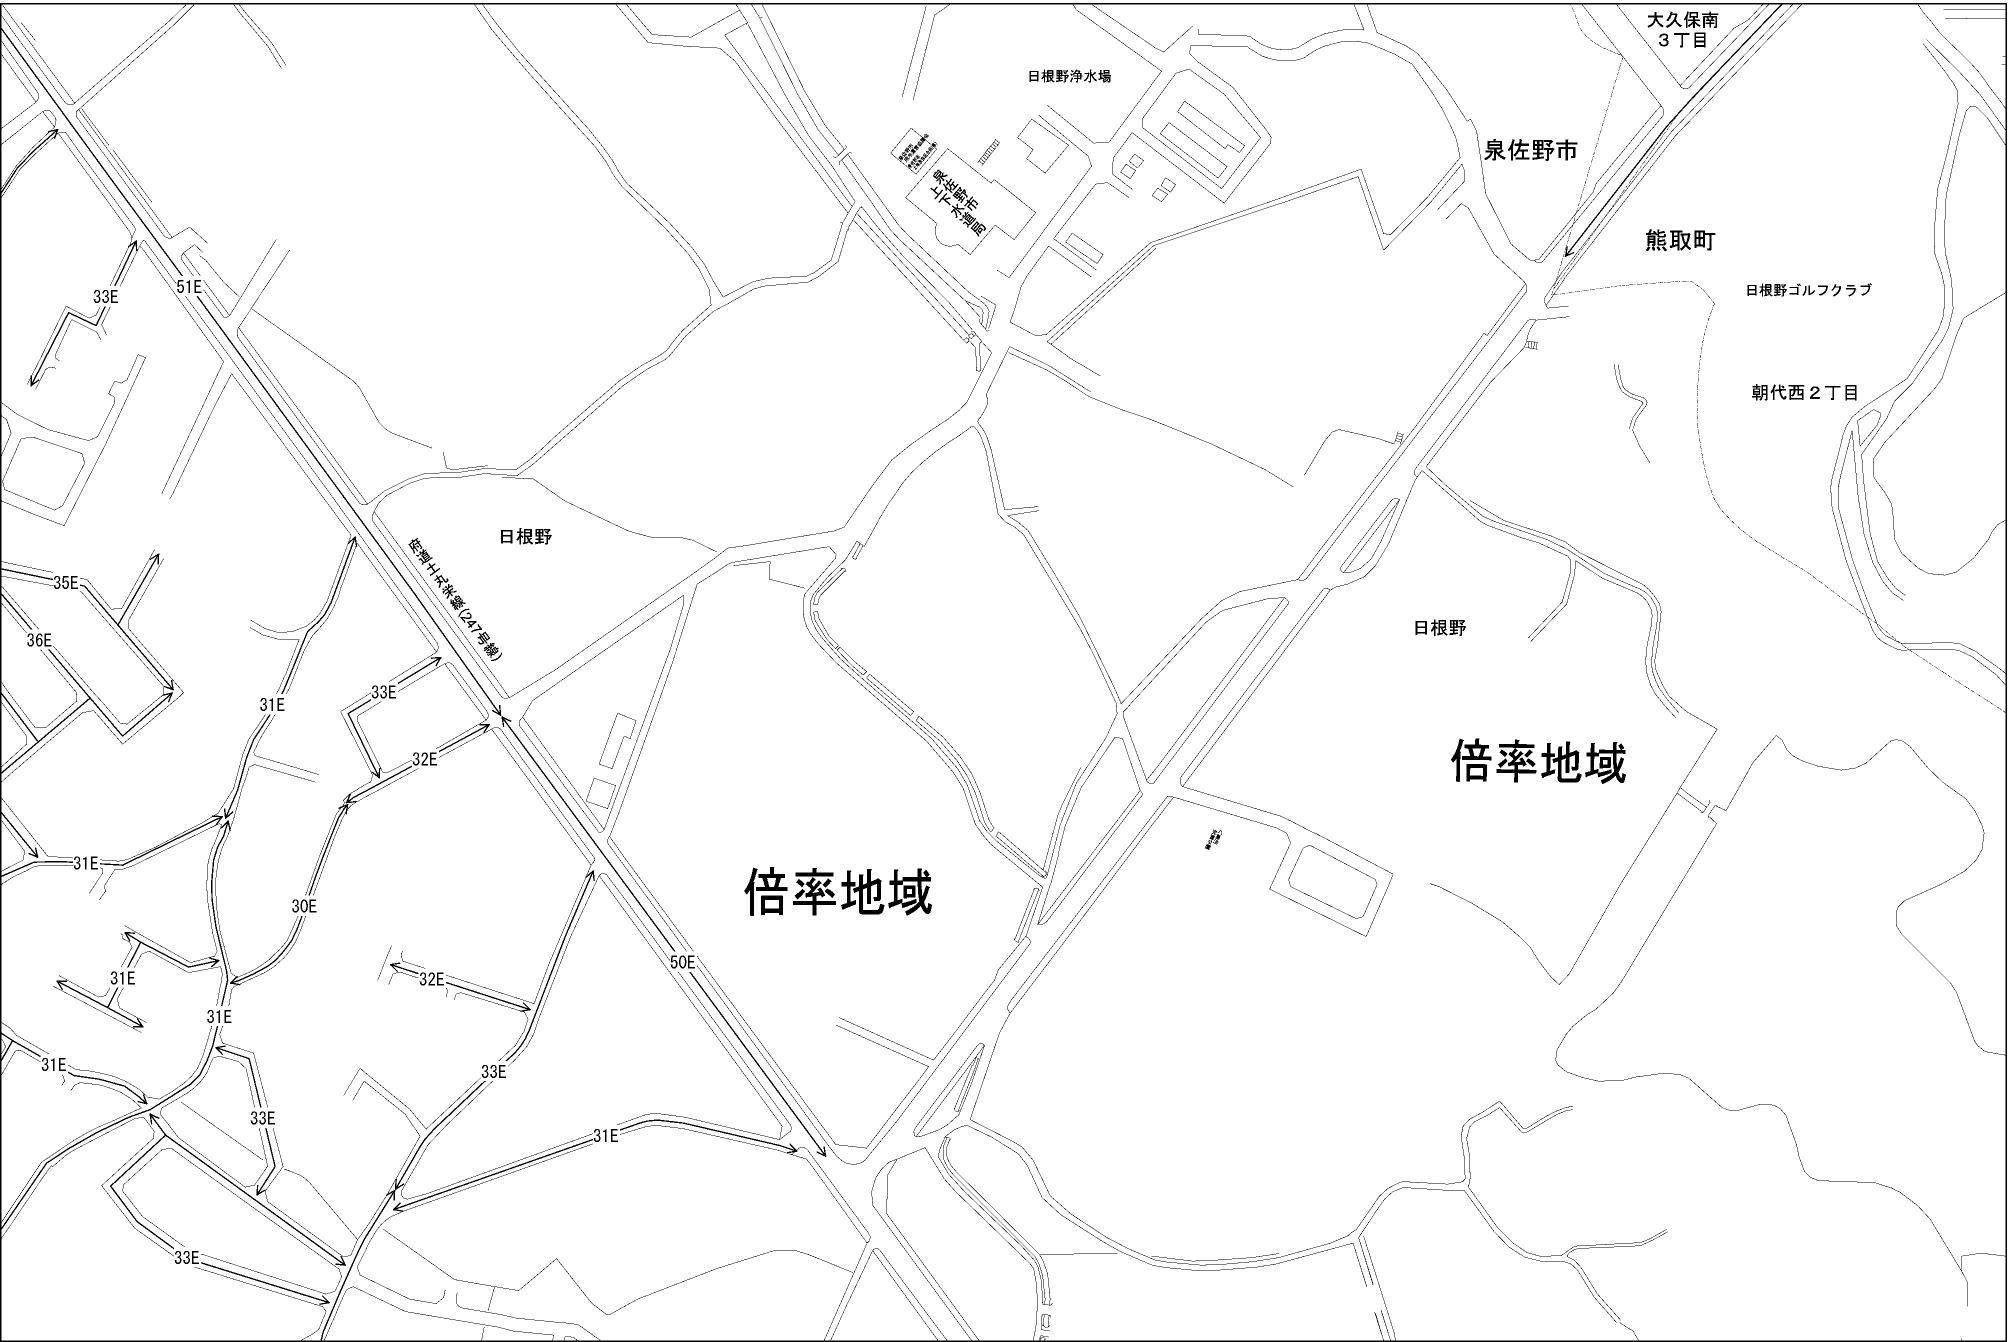 大久保南
3丁目
日根野浄水場
泉佐野市
泉佐野市
上下水道局
熊取町
33E
51E
日根野ゴルフクラブ
朝代西2丁目
日根野
府道土丸栄線(247号線)
35E
36E
日根野
33E
31E
32E
倍率地域
31E
倍率地域
30E
50E
31E
32E
31E
31E
33E
33E
31E
33E